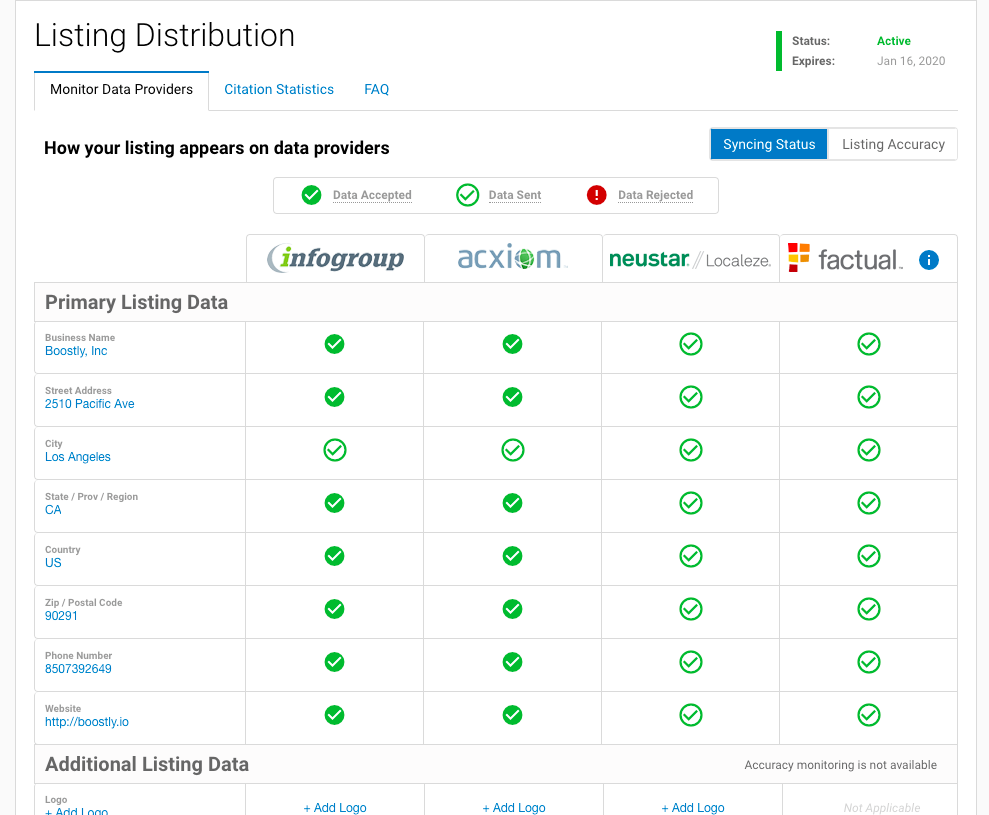 Listing Distribution
Status: Active
Expires: Jan 16, 2020
Monitor Data Providers Citation Statistics FAQ
How your listing appears on data providers
Syncing Status Listing Accuracy
Data Accepted Data Sent Data Rejected
infogroup acxiom neustar Localeze. factual.
Primary Listing Data
Business Name
Boostly, Inc
Street Address
2510 Pacific Ave
City
Los Angeles
State / Prov / Region
CA
Country
US
Zip / Postal Code
90291
Phone Number
8507392649
Website
http://boostly.io
Additional Listing Data Accuracy monitoring is not available
Logo
+ Add Logo + Add Logo + Add Logo + Add Logo Not Applicable